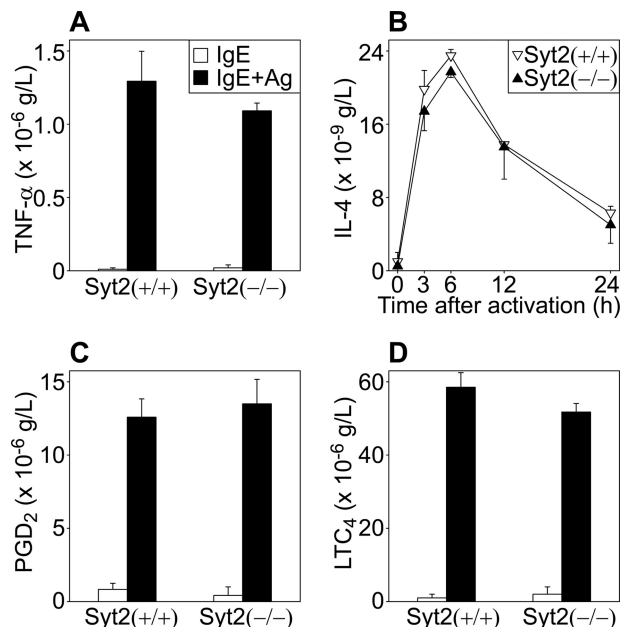 A
TNF-α (x 10⁻⁶ g/L)
1.5
1.0
0.5
0
IgE
IgE+Ag
Syt2(+/+) Syt2(−/−)
B
IL-4 (x 10⁻⁹ g/L)
24
16
8
0
Syt2(+/+)
Syt2(−/−)
0 3 6 12 24
Time after activation (h)
C
PGD₂ (x 10⁻⁶ g/L)
15
10
5
0
Syt2(+/+) Syt2(−/−)
D
LTC₄ (x 10⁻⁶ g/L)
60
40
20
0
Syt2(+/+) Syt2(−/−)